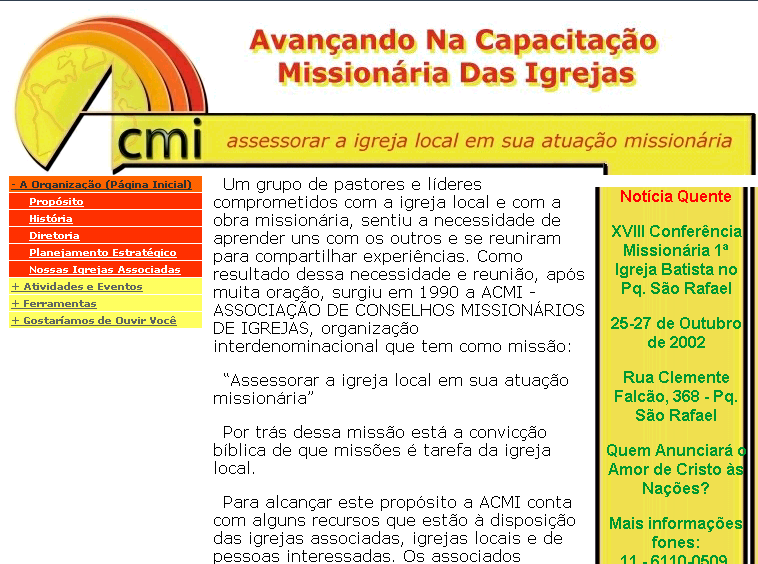 Avançando Na Capacitação
Missionária Das Igrejas
Acmi
assessorar a igreja local em sua atuação missionária
- A Organização (Página Inicial)
Propósito
História
Diretoria
Planejamento Estratégico
Nossas Igrejas Associadas
+ Atividades e Eventos
+ Ferramentas
+ Gostaríamos de Ouvir Você
Um grupo de pastores e líderes
comprometidos com a igreja local e com a
obra missionária, sentiu a necessidade de
aprender uns com os outros e se reuniram
para compartilhar experiências. Como
resultado dessa necessidade e reunião, após
muita oração, surgiu em 1990 a ACMI -
ASSOCIAÇÃO DE CONSELHOS MISSIONÁRIOS
DE IGREJAS, organização
interdenominacional que tem como missão:
“Assessorar a igreja local em sua atuação
missionária”
Por trás dessa missão está a convicção
bíblica de que missões é tarefa da igreja
local.
Para alcançar este propósito a ACMI conta
com alguns recursos que estão à disposição
das igrejas associadas, igrejas locais e de
pessoas interessadas. Os associados
Notícia Quente
XVIII Conferência
Missionária 1ª
Igreja Batista no
Pq. São Rafael
25-27 de Outubro
de 2002
Rua Clemente
Falcão, 368 - Pq.
São Rafael
Quem Anunciará o
Amor de Cristo às
Nações?
Mais informações
fones:
11 - 6110-0509